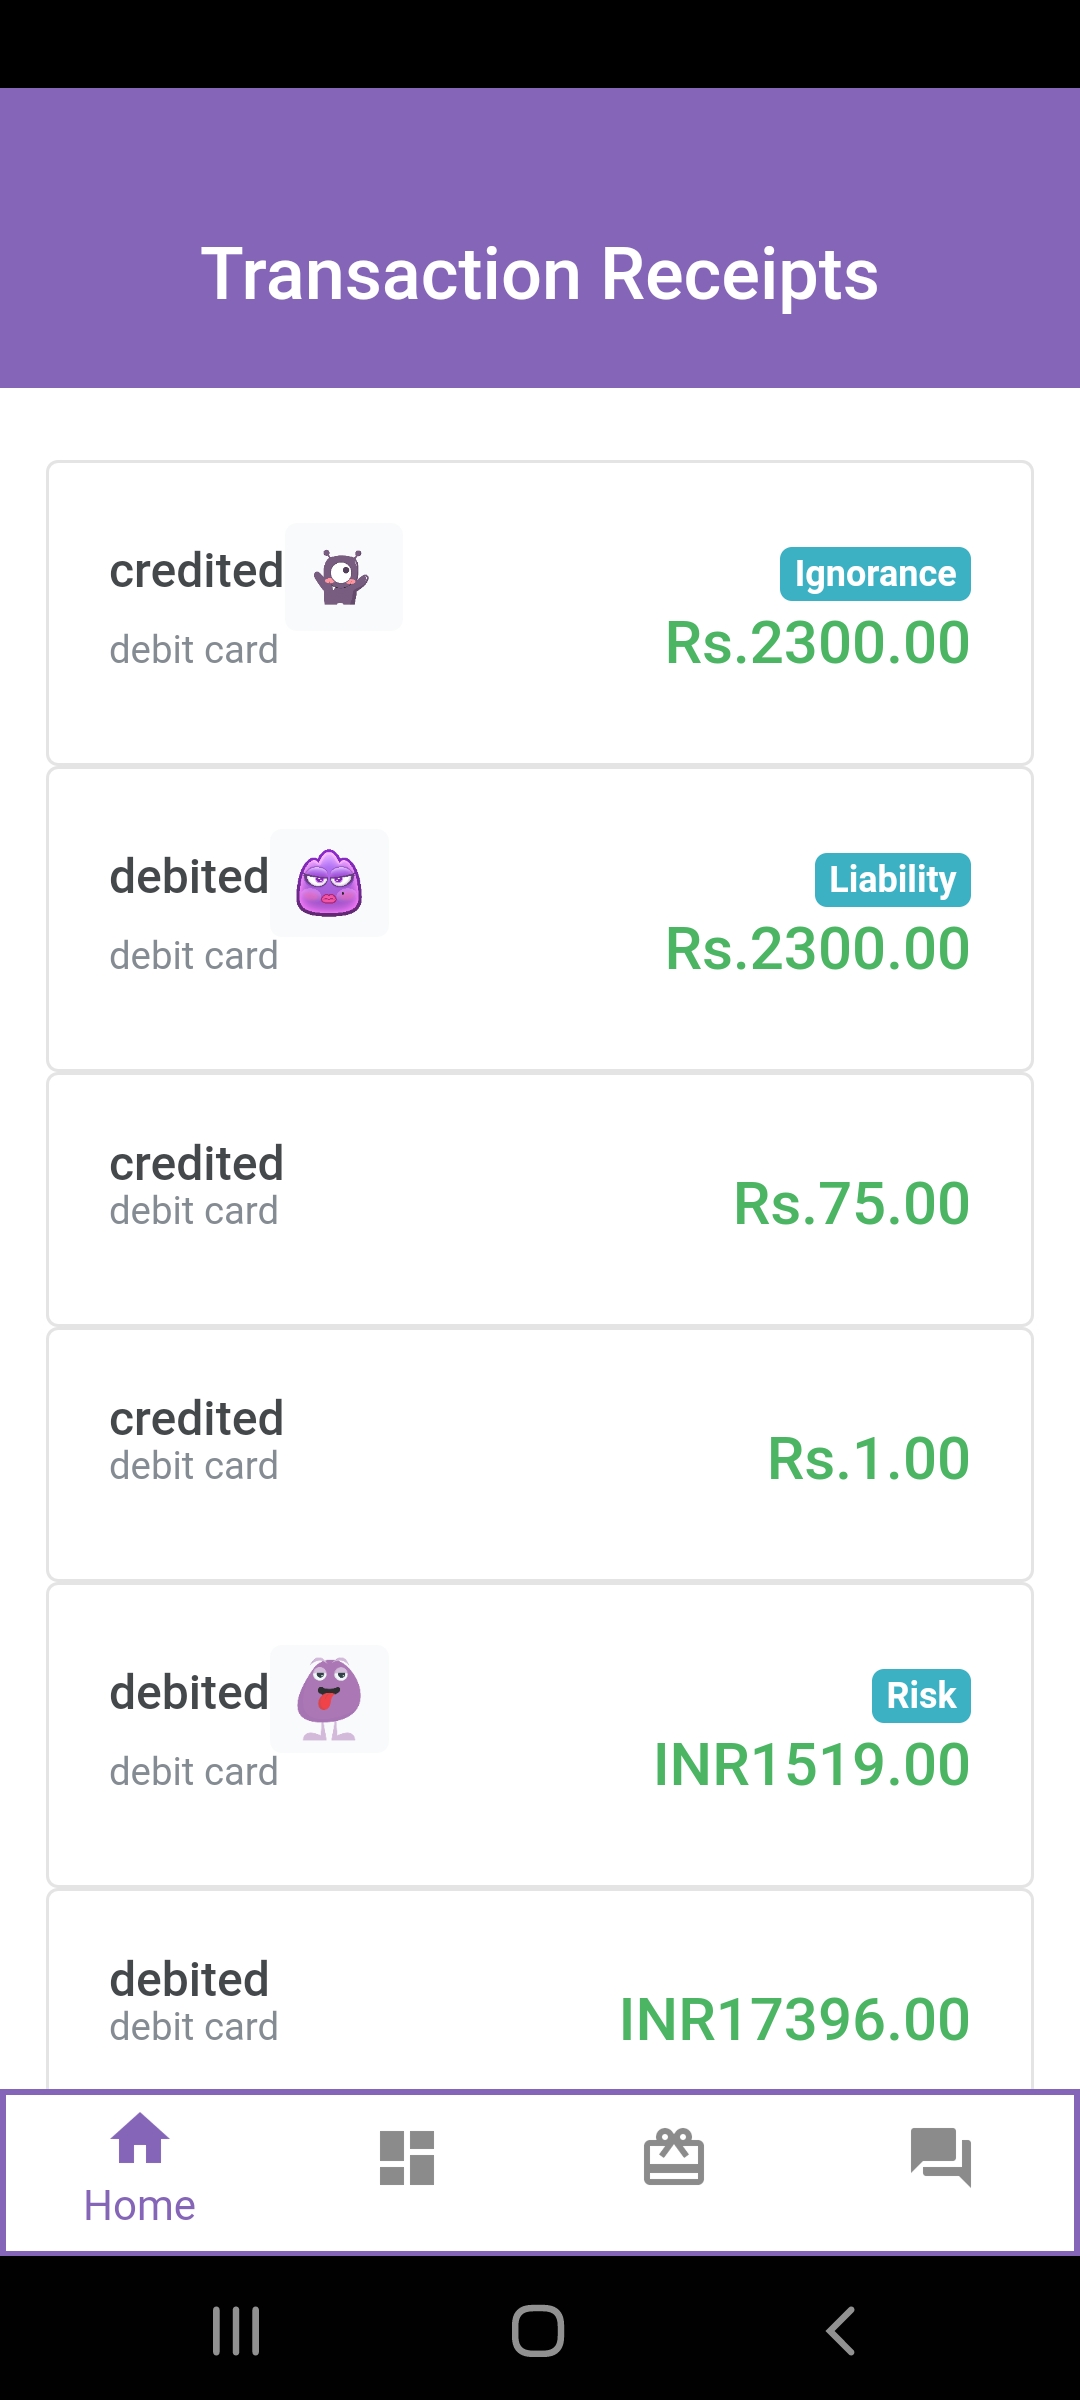 Transaction Receipts
credited
Ignorance
debit card
Rs.2300.00
debited
Liability
debit card
Rs.2300.00
credited
debit card
Rs.75.00
credited
debit card
Rs.1.00
debited
Risk
debit card
INR1519.00
debited
debit card
INR17396.00
Home